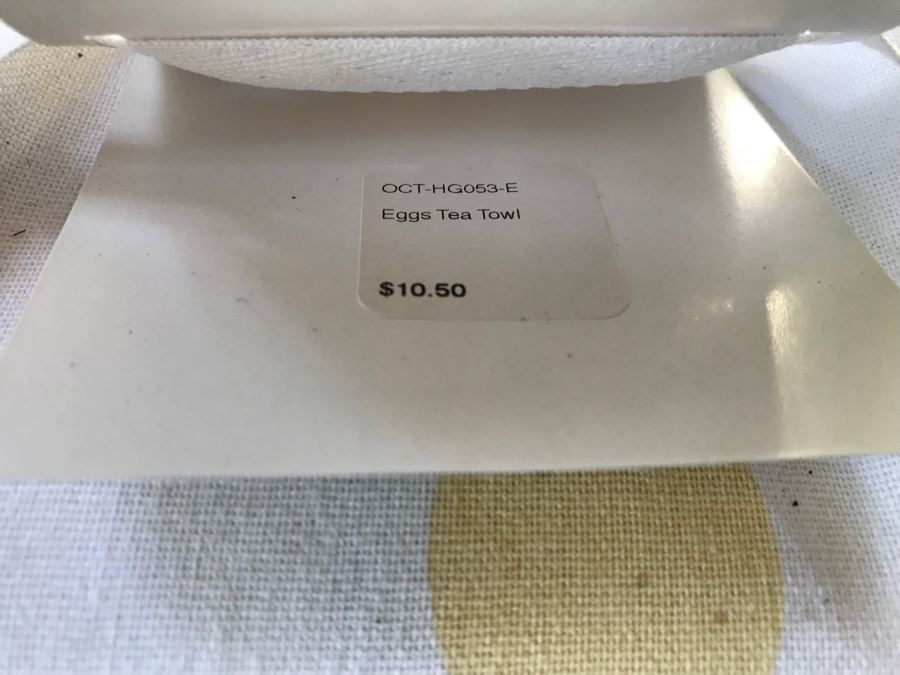 OCT-HG053-E
Eggs Tea Towl
$10.50